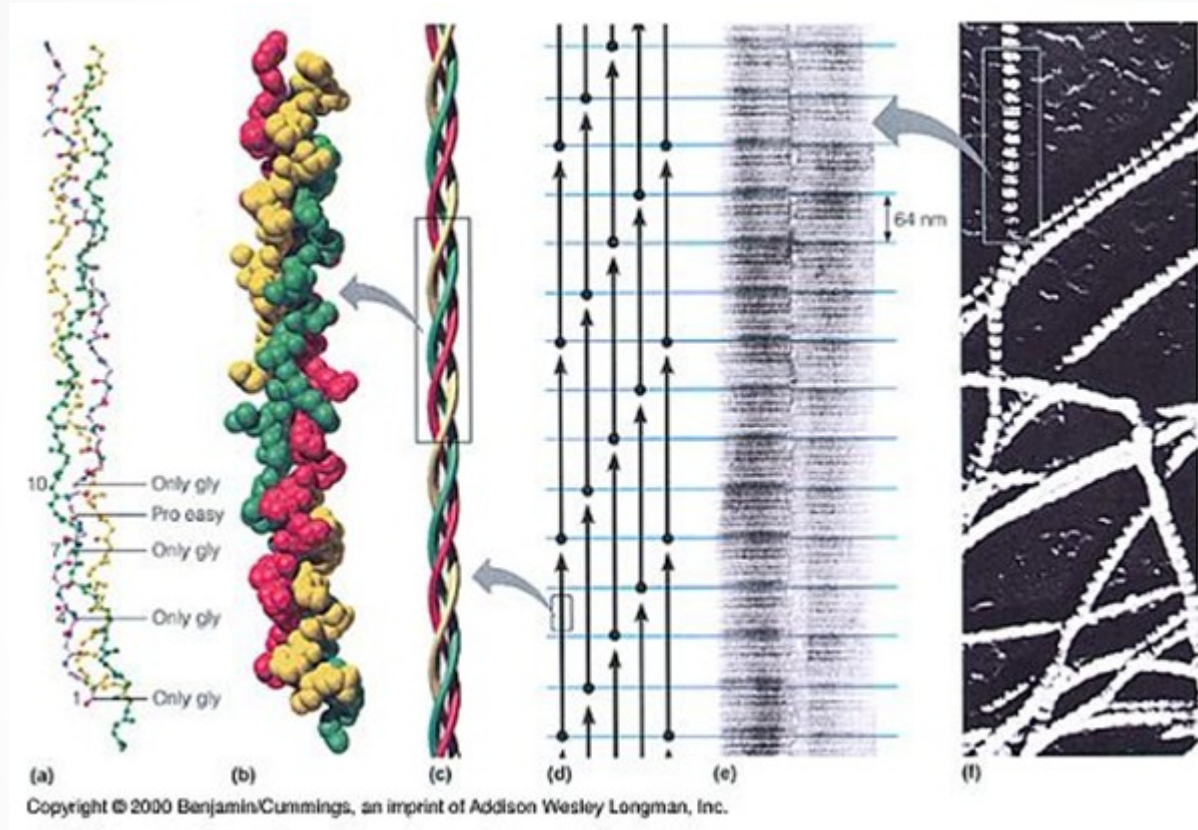 64 nm
10
Only gly
Pro easy
7
Only gly
4
Only gly
1
Only gly
(a)
(b)
(c)
(d)
(e)
(f)
Copyright © 2000 Benjamin/Cummings, an imprint of Addison Wesley Longman, Inc.